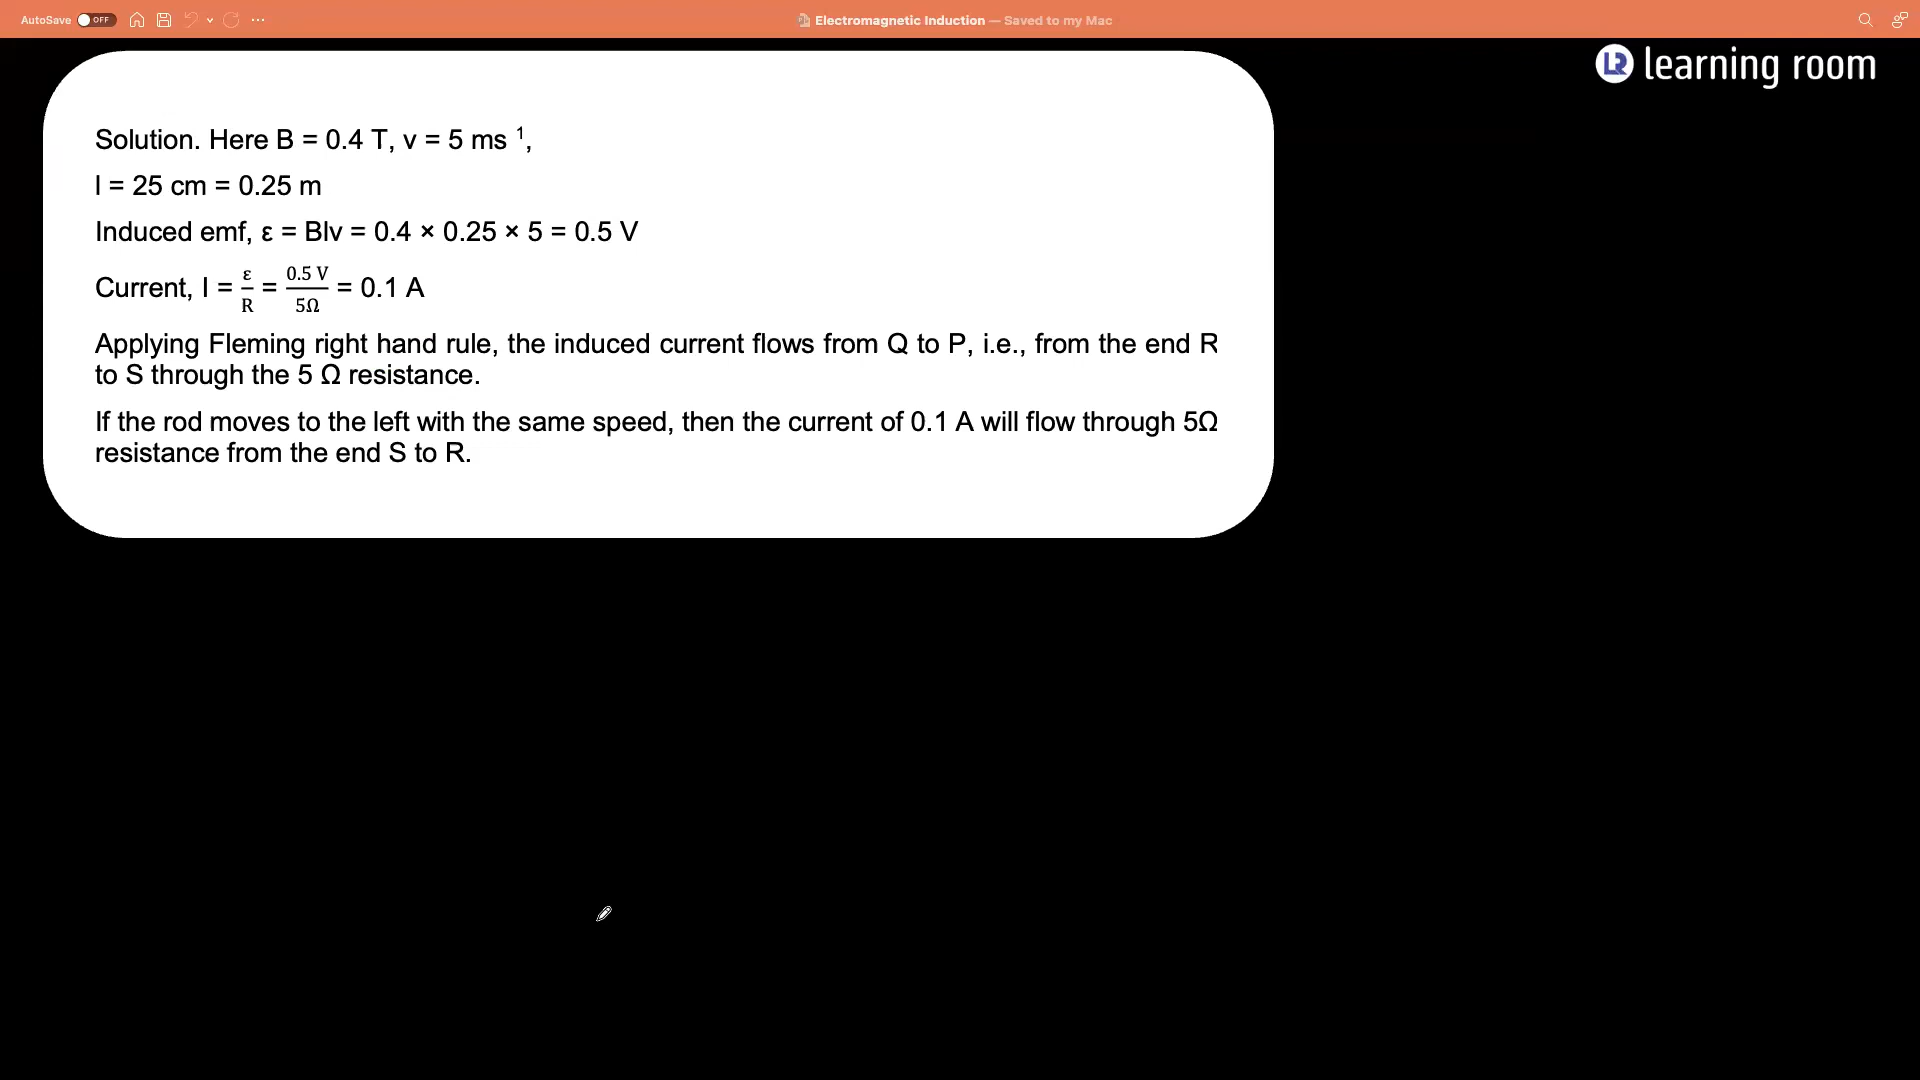 AutoSave OFF
Electromagnetic Induction — Saved to my Mac
LR learning room
Solution. Here B = 0.4 T, v = 5 ms ¹,
l = 25 cm = 0.25 m
Induced emf, ε = Blv = 0.4 × 0.25 × 5 = 0.5 V
Current, I = ε/R = 0.5 V/5Ω = 0.1 A
Applying Fleming right hand rule, the induced current flows from Q to P, i.e., from the end R
to S through the 5 Ω resistance.
If the rod moves to the left with the same speed, then the current of 0.1 A will flow through 5Ω
resistance from the end S to R.